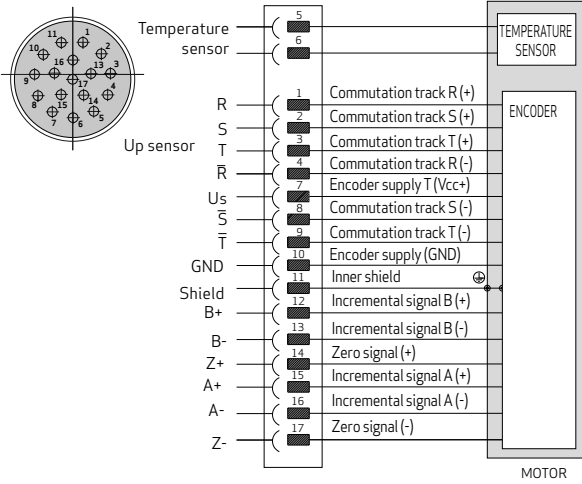 11
1
10
2
16
13
3
9
17
8
15
14
4
7
6
5
Up sensor
Temperature
sensor
5
6
TEMPERATURE
SENSOR
ENCODER
R
1
Commutation track R (+)
S
2
Commutation track S (+)
T
3
Commutation track T (+)
R̅
4
Commutation track R (-)
Us
7
Encoder supply T (Vcc+)
S̅
8
Commutation track S (-)
T̅
9
Commutation track T (-)
GND
10
Encoder supply (GND)
Shield
11
Inner shield
B+
12
Incremental signal B (+)
B-
13
Incremental signal B (-)
Z+
14
Zero signal (+)
A+
15
Incremental signal A (+)
A-
16
Incremental signal A (-)
Z-
17
Zero signal (-)
MOTOR